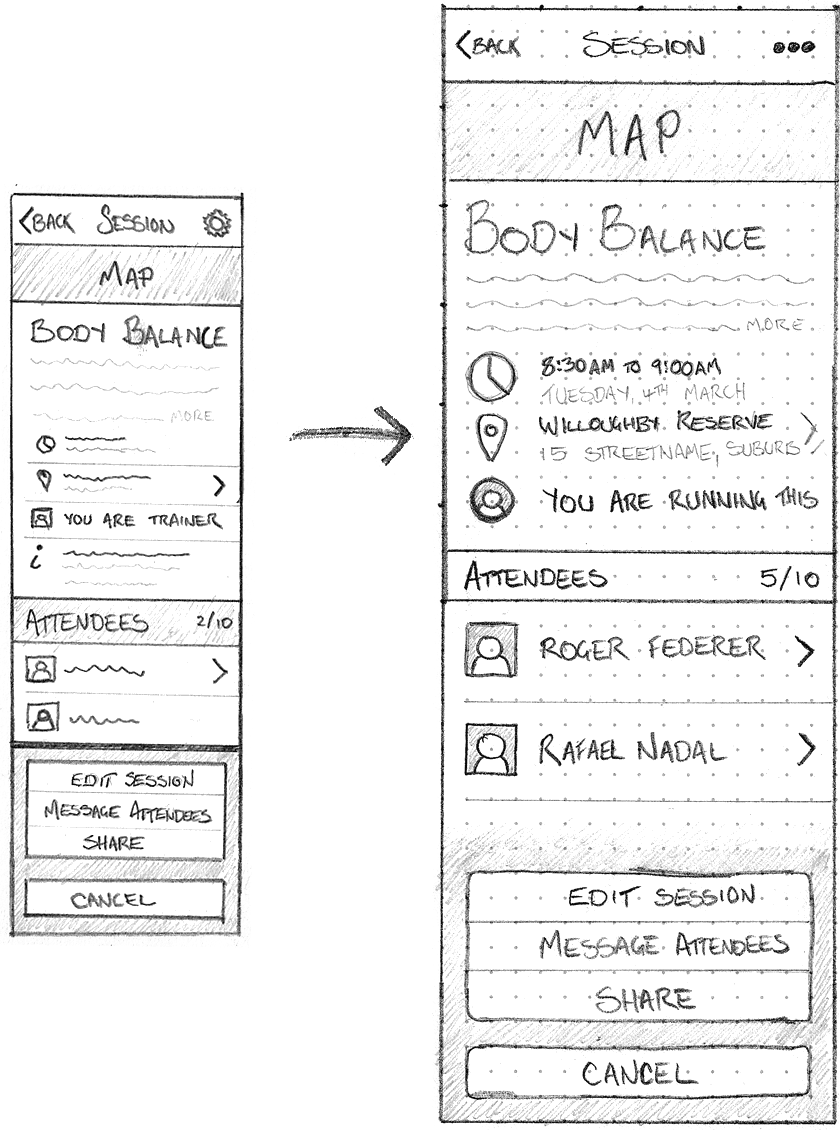 < BACK SESSION
MAP
BODY BALANCE
MORE
YOU ARE TRAINER
i
ATTENDEES 2/10
EDIT SESSION
MESSAGE ATTENDEES
SHARE
CANCEL
< BACK SESSION •••
MAP
BODY BALANCE
MORE
8:30AM TO 9:00AM
TUESDAY, 4TH MARCH
WILLOUGHBY RESERVE
15 STREETNAME, SUBURB
YOU ARE RUNNING THIS
ATTENDEES 5/10
ROGER FEDERER
RAFAEL NADAL
EDIT SESSION
MESSAGE ATTENDEES
SHARE
CANCEL